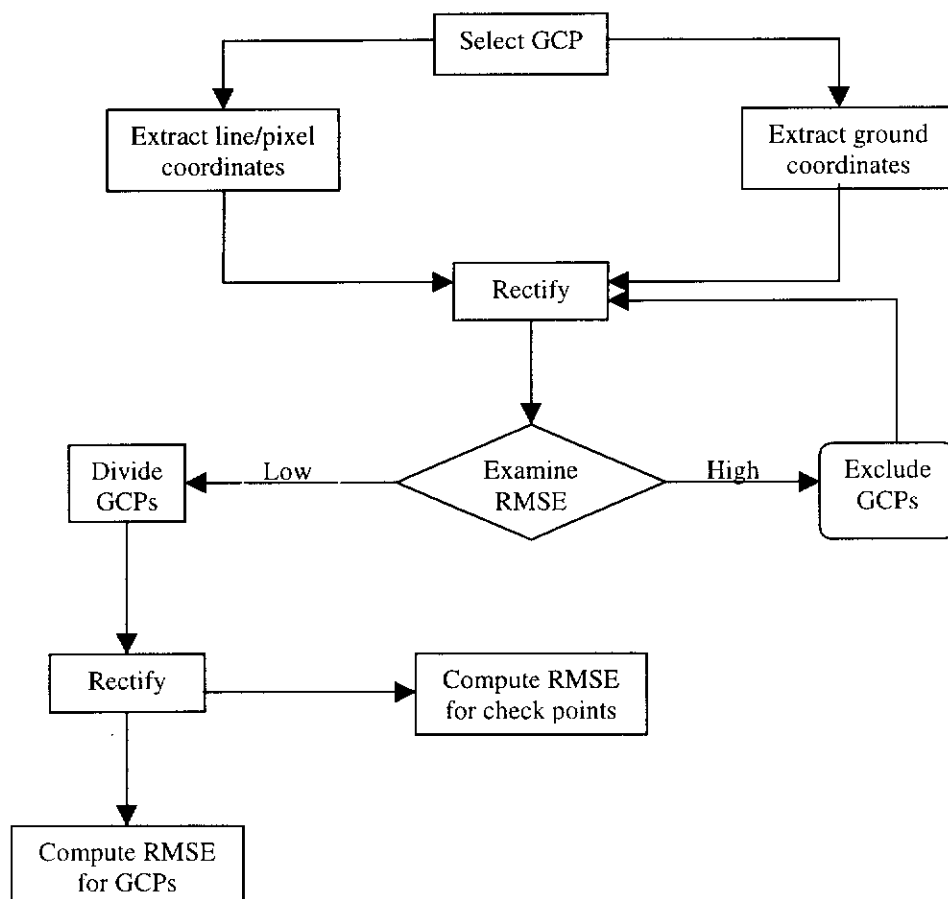 Select GCP
Extract line/pixel
coordinates
Extract ground
coordinates
Rectify
Divide
GCPs
Low
Examine
RMSE
High
Exclude
GCPs
Rectify
Compute RMSE
for check points
Compute RMSE
for GCPs